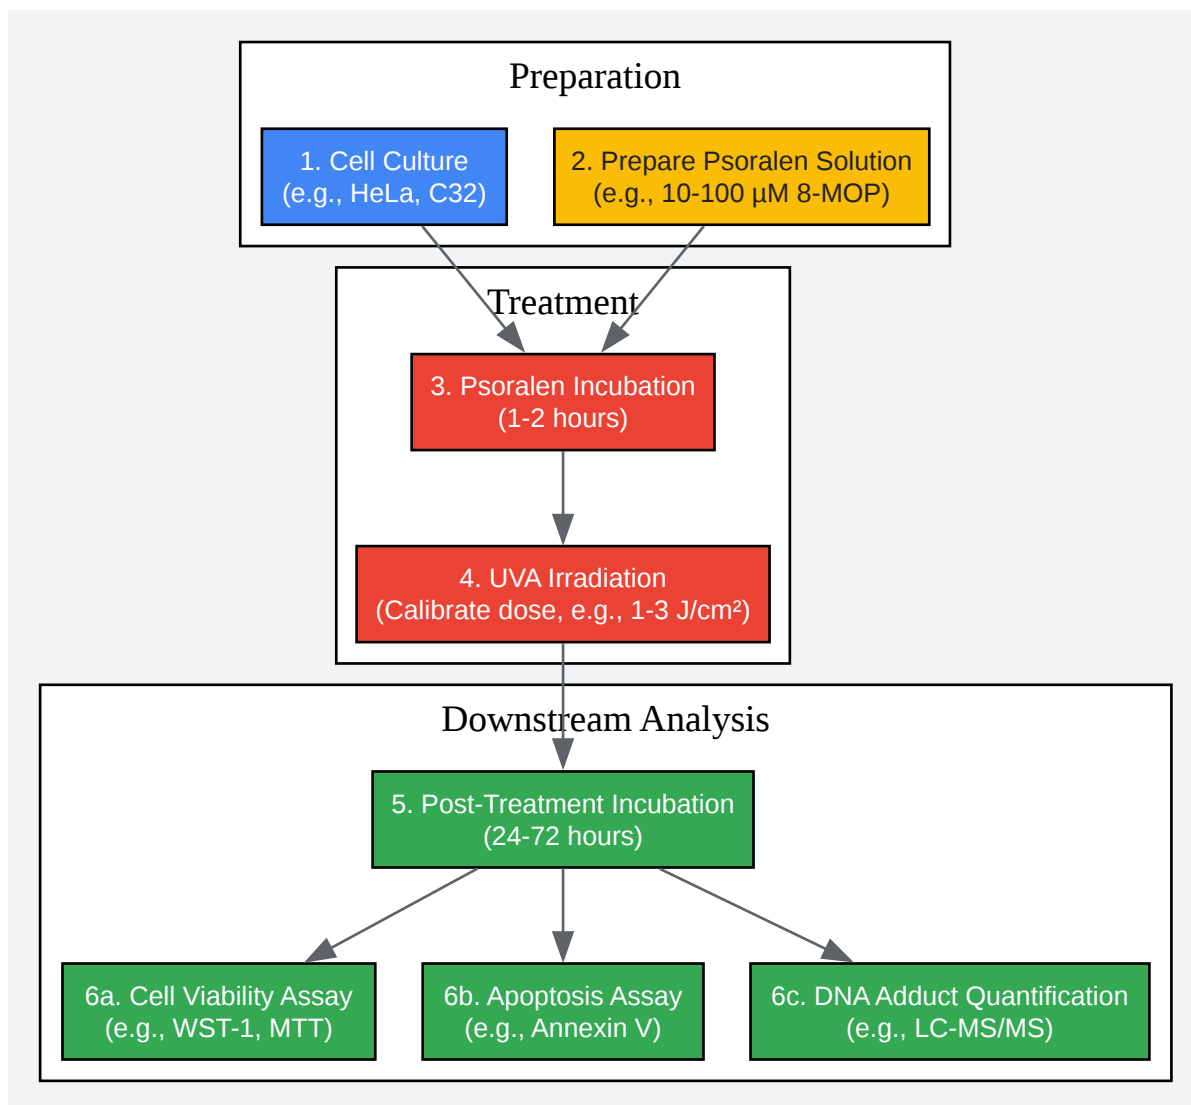 Preparation
1. Cell Culture
(e.g., HeLa, C32)
2. Prepare Psoralen Solution
(e.g., 10-100 µM 8-MOP)
Treatment
3. Psoralen Incubation
(1-2 hours)
4. UVA Irradiation
(Calibrate dose, e.g., 1-3 J/cm²)
Downstream Analysis
5. Post-Treatment Incubation
(24-72 hours)
6a. Cell Viability Assay
(e.g., WST-1, MTT)
6b. Apoptosis Assay
(e.g., Annexin V)
6c. DNA Adduct Quantification
(e.g., LC-MS/MS)